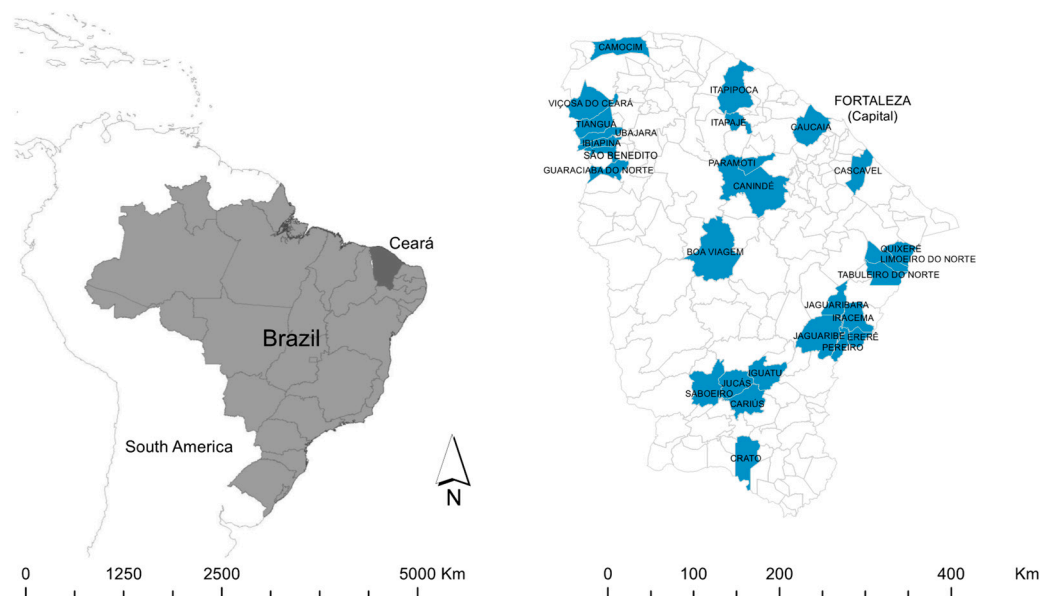 Ceará
Brazil
South America
N
0 1250 2500 5000 Km
CAMOCIM
ITAPIPOCA
VIÇOSA DO CEARÁ
FORTALEZA
(Capital)
TIANGUÁ
ITAPAJÉ
CAUCAIA
UBAJARA
IBIAPINA
SÃO BENEDITO
PARAMOTI
GUARACIABA DO NORTE
CASCAVEL
CANINDÉ
BOA VIAGEM
QUIXERÉ
LIMOEIRO DO NORTE
TABULEIRO DO NORTE
JAGUARIBARA
IRACEMA
JAGUARIBE
ERERÊ
PEREIRO
IGUATU
JUCÁS
SABOEIRO
CARIÚS
CRATO
0 100 200 400 Km